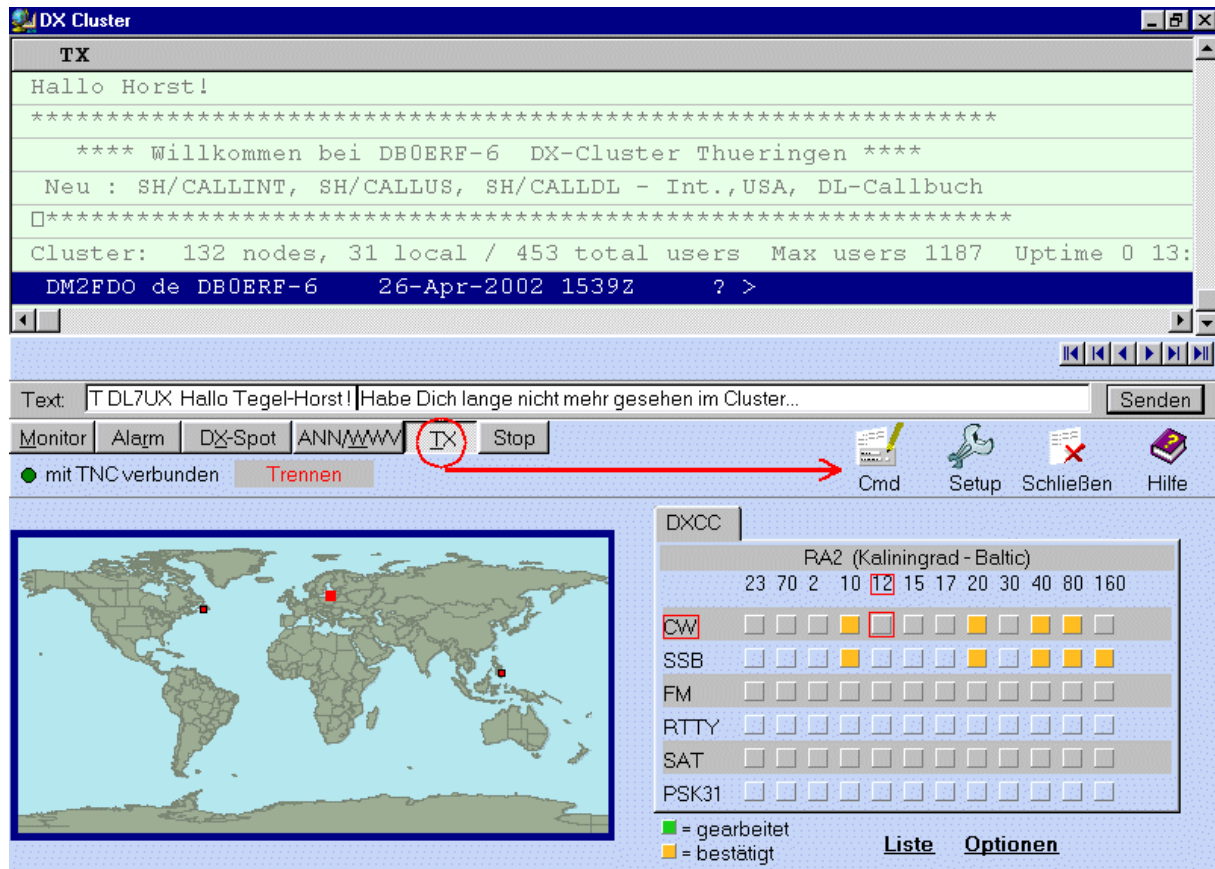 DX Cluster
TX
Hallo Horst!
****************************************************************
**** Willkommen bei DB0ERF-6 DX-Cluster Thueringen ****
Neu : SH/CALLINT, SH/CALLUS, SH/CALLDL - Int.,USA, DL-Callbuch
□****************************************************************
Cluster: 132 nodes, 31 local / 453 total users Max users 1187 Uptime 0 13:
DM2FDO de DB0ERF-6 26-Apr-2002 1539Z ? >
Text: T DL7UX Hallo Tegel-Horst! Habe Dich lange nicht mehr gesehen im Cluster... Senden
Monitor Alarm DX-Spot ANN/WWV TX Stop
mit TNC verbunden Trennen Cmd Setup Schließen Hilfe
DXCC
RA2 (Kaliningrad - Baltic)
23 70 2 10 12 15 17 20 30 40 80 160
CW
SSB
FM
RTTY
SAT
PSK31
= gearbeitet
= bestätigt
Liste Optionen